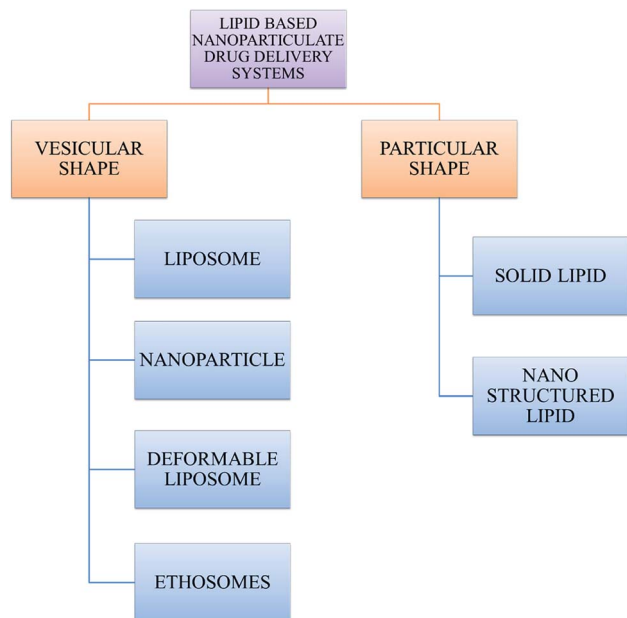 LIPID BASED
NANOPARTICULATE
DRUG DELIVERY
SYSTEMS
VESICULAR
SHAPE
PARTICULAR
SHAPE
LIPOSOME
SOLID LIPID
NANOPARTICLE
NANO
STRUCTURED
LIPID
DEFORMABLE
LIPOSOME
ETHOSOMES